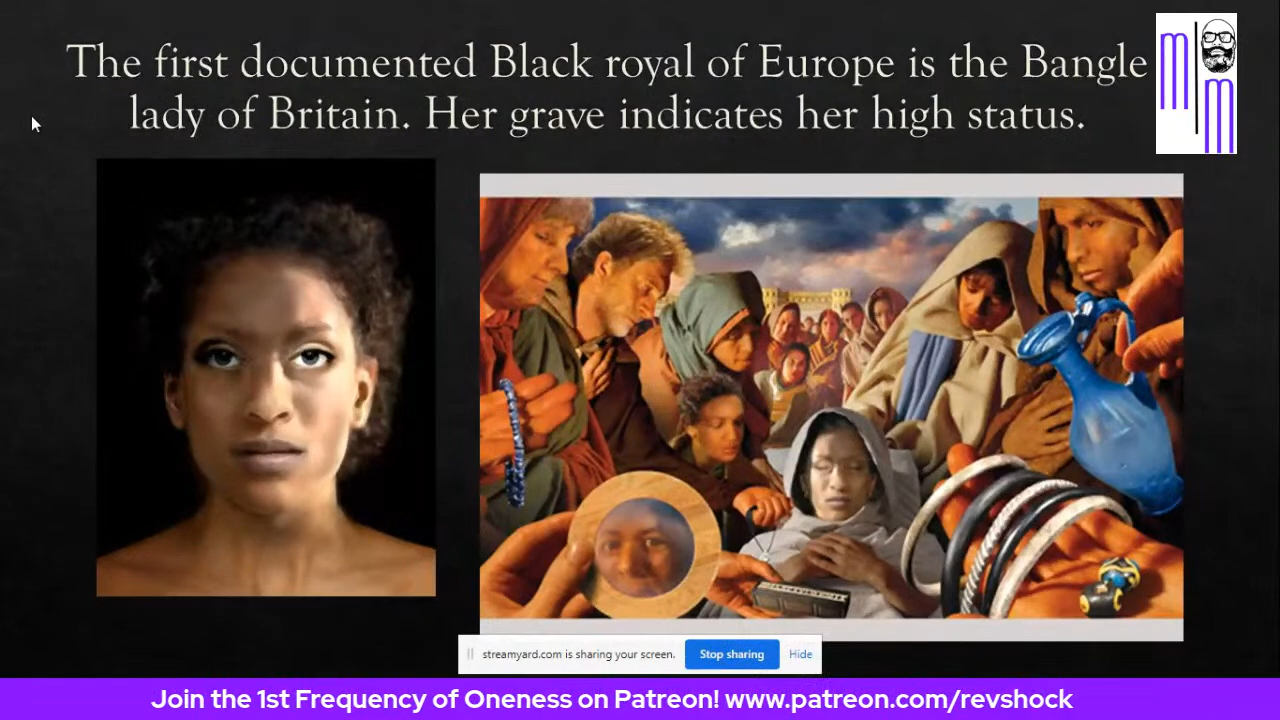 The first documented Black royal of Europe is the Bangle
lady of Britain. Her grave indicates her high status.
streamyard.com is sharing your screen.
Stop sharing
Hide
Join the 1st Frequency of Oneness on Patreon! www.patreon.com/revshock